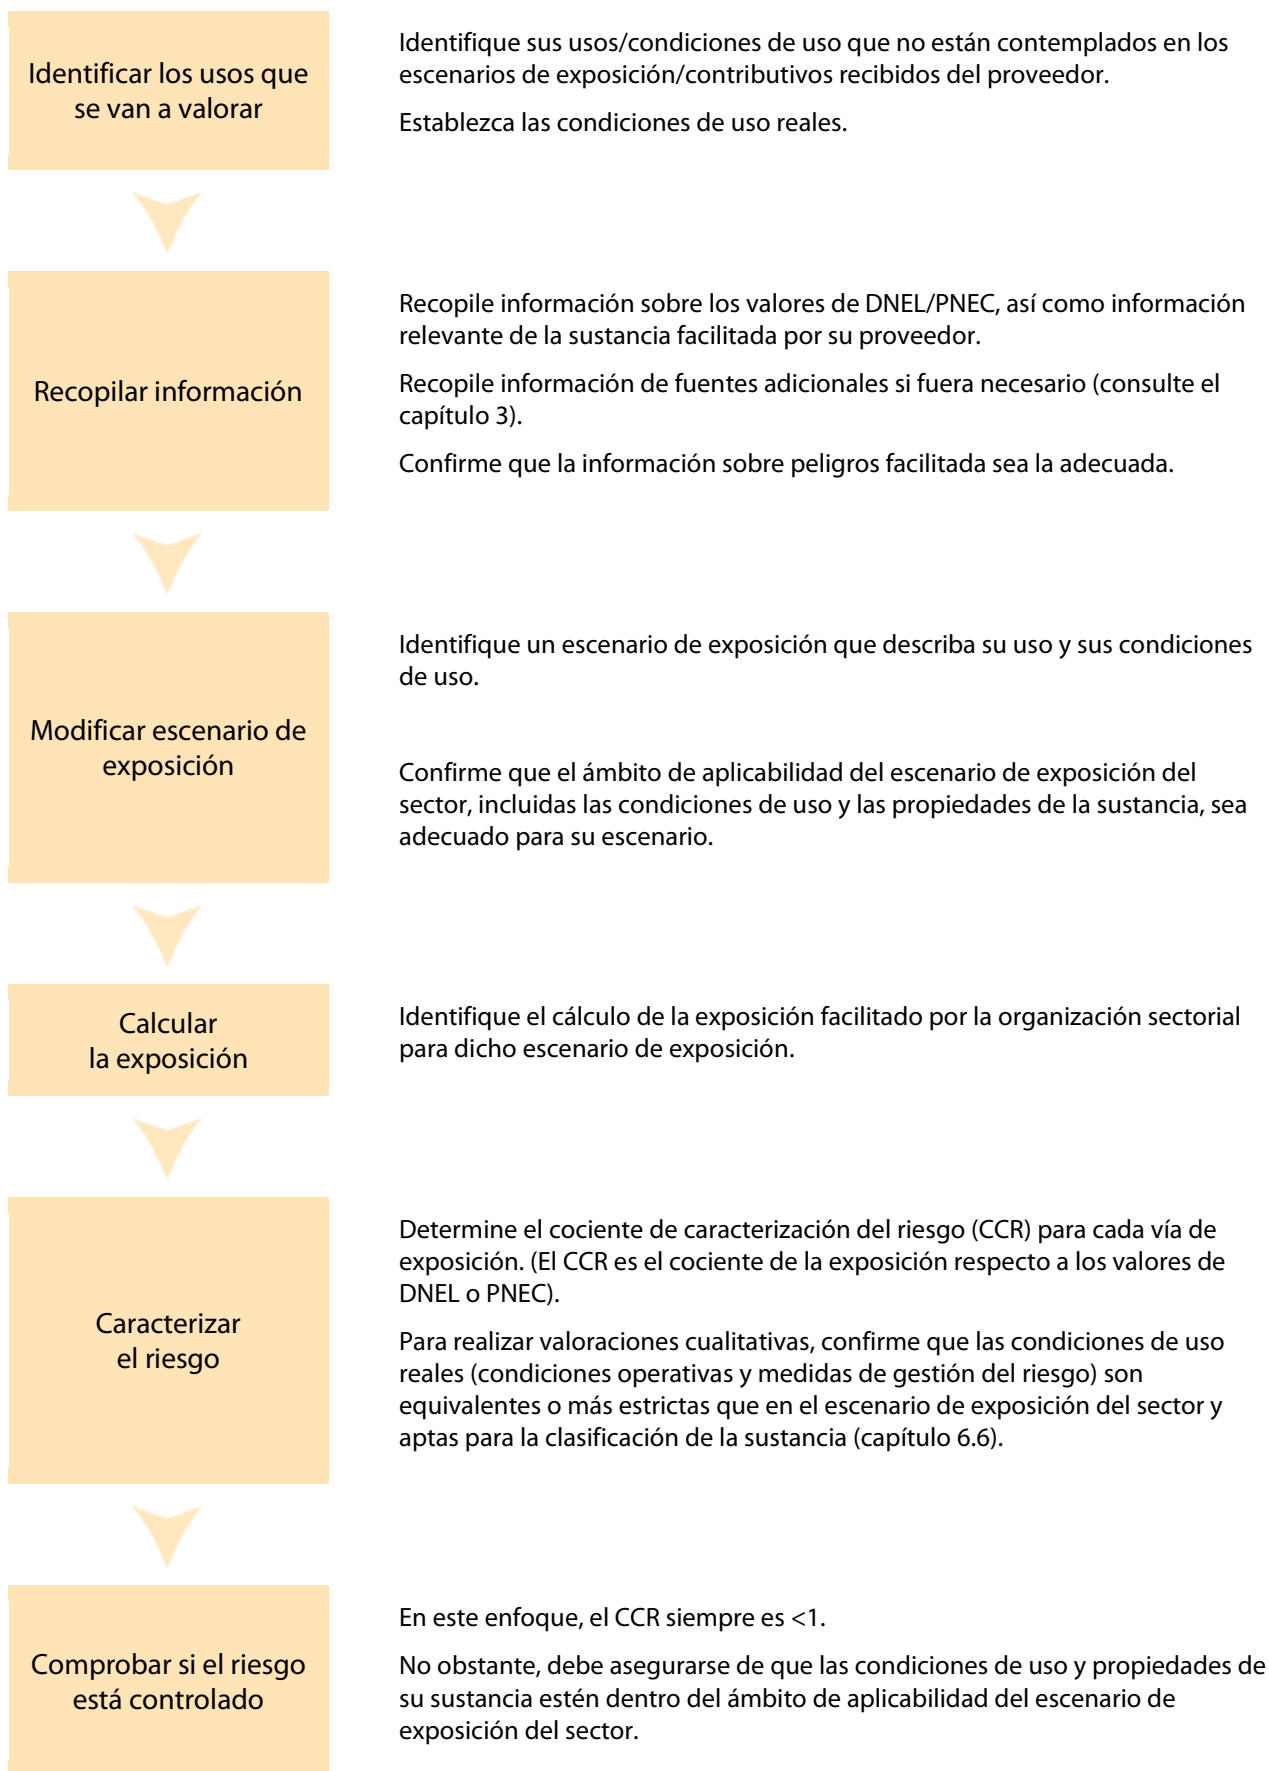 Identificar los usos que
se van a valorar
Identifique sus usos/condiciones de uso que no están contemplados en los
escenarios de exposición/contributivos recibidos del proveedor.
Establezca las condiciones de uso reales.
Recopilar información
Recopile información sobre los valores de DNEL/PNEC, así como información
relevante de la sustancia facilitada por su proveedor.
Recopile información de fuentes adicionales si fuera necesario (consulte el
capítulo 3).
Confirme que la información sobre peligros facilitada sea la adecuada.
Modificar escenario de
exposición
Identifique un escenario de exposición que describa su uso y sus condiciones
de uso.
Confirme que el ámbito de aplicabilidad del escenario de exposición del
sector, incluidas las condiciones de uso y las propiedades de la sustancia, sea
adecuado para su escenario.
Calcular
la exposición
Identifique el cálculo de la exposición facilitado por la organización sectorial
para dicho escenario de exposición.
Caracterizar
el riesgo
Determine el cociente de caracterización del riesgo (CCR) para cada vía de
exposición. (El CCR es el cociente de la exposición respecto a los valores de
DNEL o PNEC).
Para realizar valoraciones cualitativas, confirme que las condiciones de uso
reales (condiciones operativas y medidas de gestión del riesgo) son
equivalentes o más estrictas que en el escenario de exposición del sector y
aptas para la clasificación de la sustancia (capítulo 6.6).
Comprobar si el riesgo
está controlado
En este enfoque, el CCR siempre es <1.
No obstante, debe asegurarse de que las condiciones de uso y propiedades de
su sustancia estén dentro del ámbito de aplicabilidad del escenario de
exposición del sector.